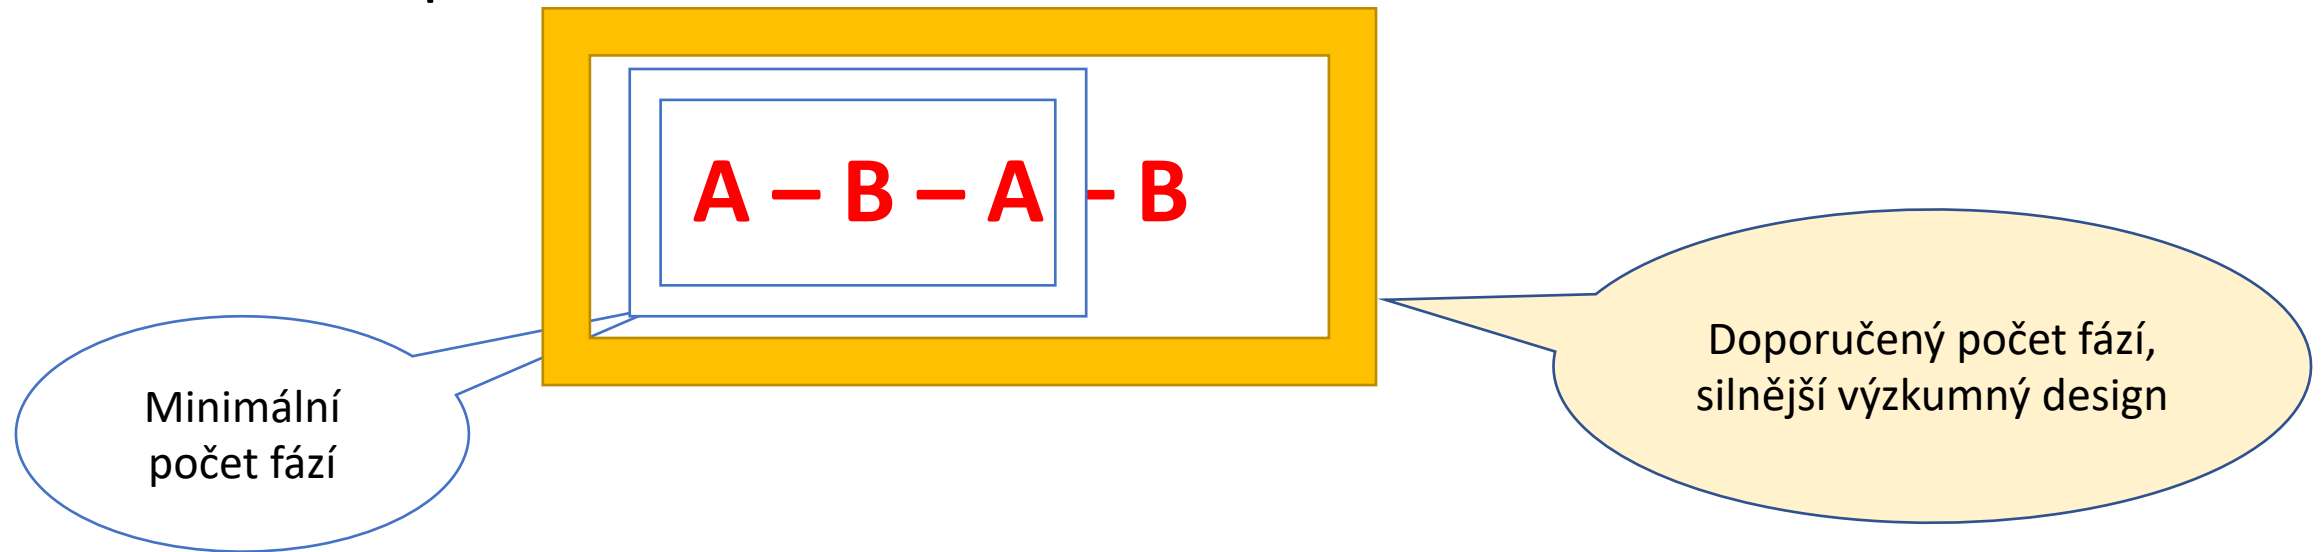 A – B – A - B
Minimální
počet fází
Doporučený počet fází,
silnější výzkumný design